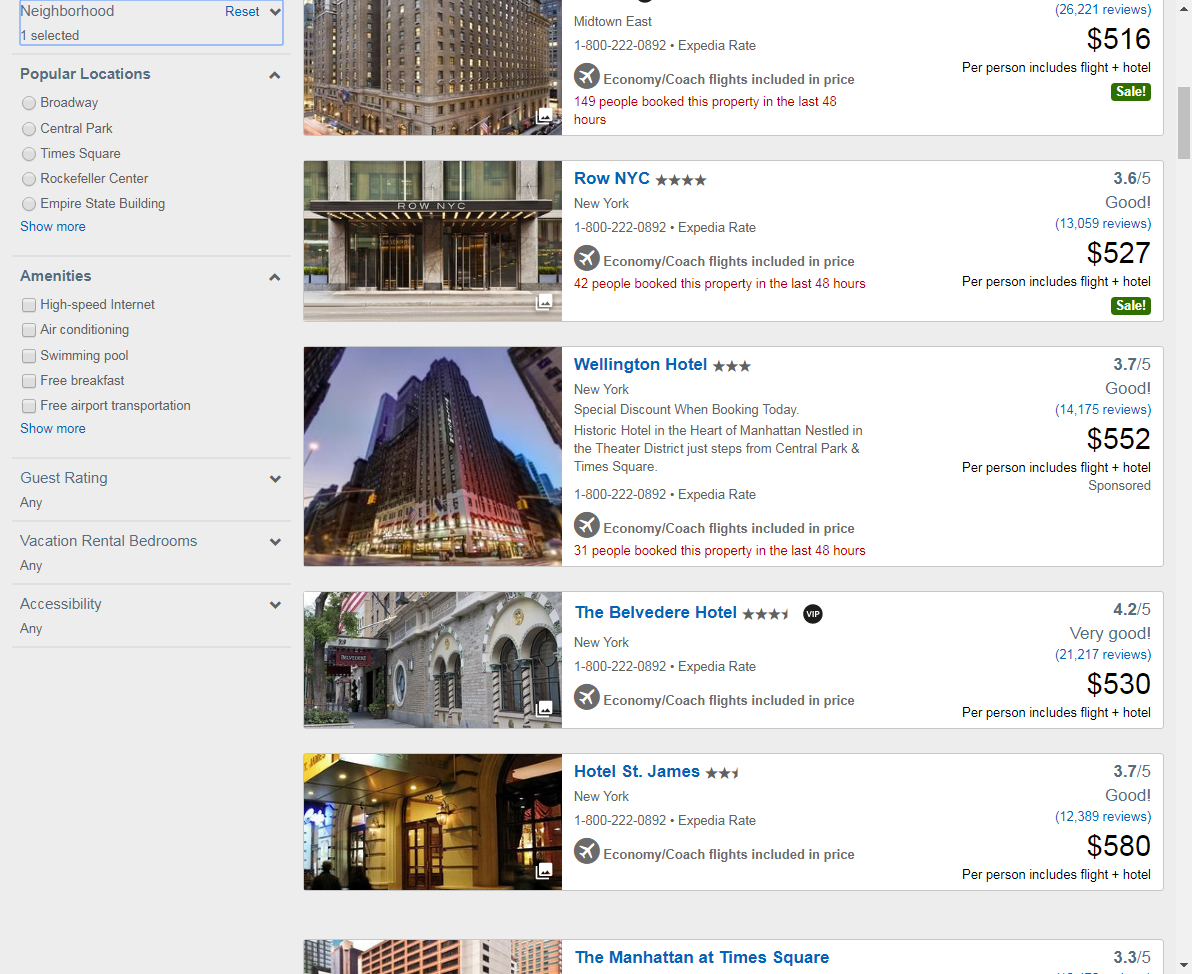 Neighborhood
Reset
1 selected
Popular Locations
Broadway
Central Park
Times Square
Rockefeller Center
Empire State Building
Show more
Amenities
High-speed Internet
Air conditioning
Swimming pool
Free breakfast
Free airport transportation
Show more
Guest Rating
Any
Vacation Rental Bedrooms
Any
Accessibility
Any
(26,221 reviews)
Midtown East
$516
1-800-222-0892 • Expedia Rate
Per person includes flight + hotel
Economy/Coach flights included in price
Sale!
149 people booked this property in the last 48
hours
ROW NYC
Row NYC
3.6/5
New York
Good!
1-800-222-0892 • Expedia Rate
(13,059 reviews)
$527
Economy/Coach flights included in price
42 people booked this property in the last 48 hours
Per person includes flight + hotel
Sale!
Wellington Hotel
3.7/5
New York
Good!
Special Discount When Booking Today.
(14,175 reviews)
Historic Hotel in the Heart of Manhattan Nestled in
the Theater District just steps from Central Park &
Times Square.
$552
Per person includes flight + hotel
Sponsored
1-800-222-0892 • Expedia Rate
Economy/Coach flights included in price
31 people booked this property in the last 48 hours
BELVEDERE
The Belvedere Hotel
VIP
4.2/5
New York
Very good!
1-800-222-0892 • Expedia Rate
(21,217 reviews)
$530
Economy/Coach flights included in price
Per person includes flight + hotel
109
Hotel St. James
3.7/5
New York
Good!
1-800-222-0892 • Expedia Rate
(12,389 reviews)
$580
Economy/Coach flights included in price
Per person includes flight + hotel
The Manhattan at Times Square
3.3/5